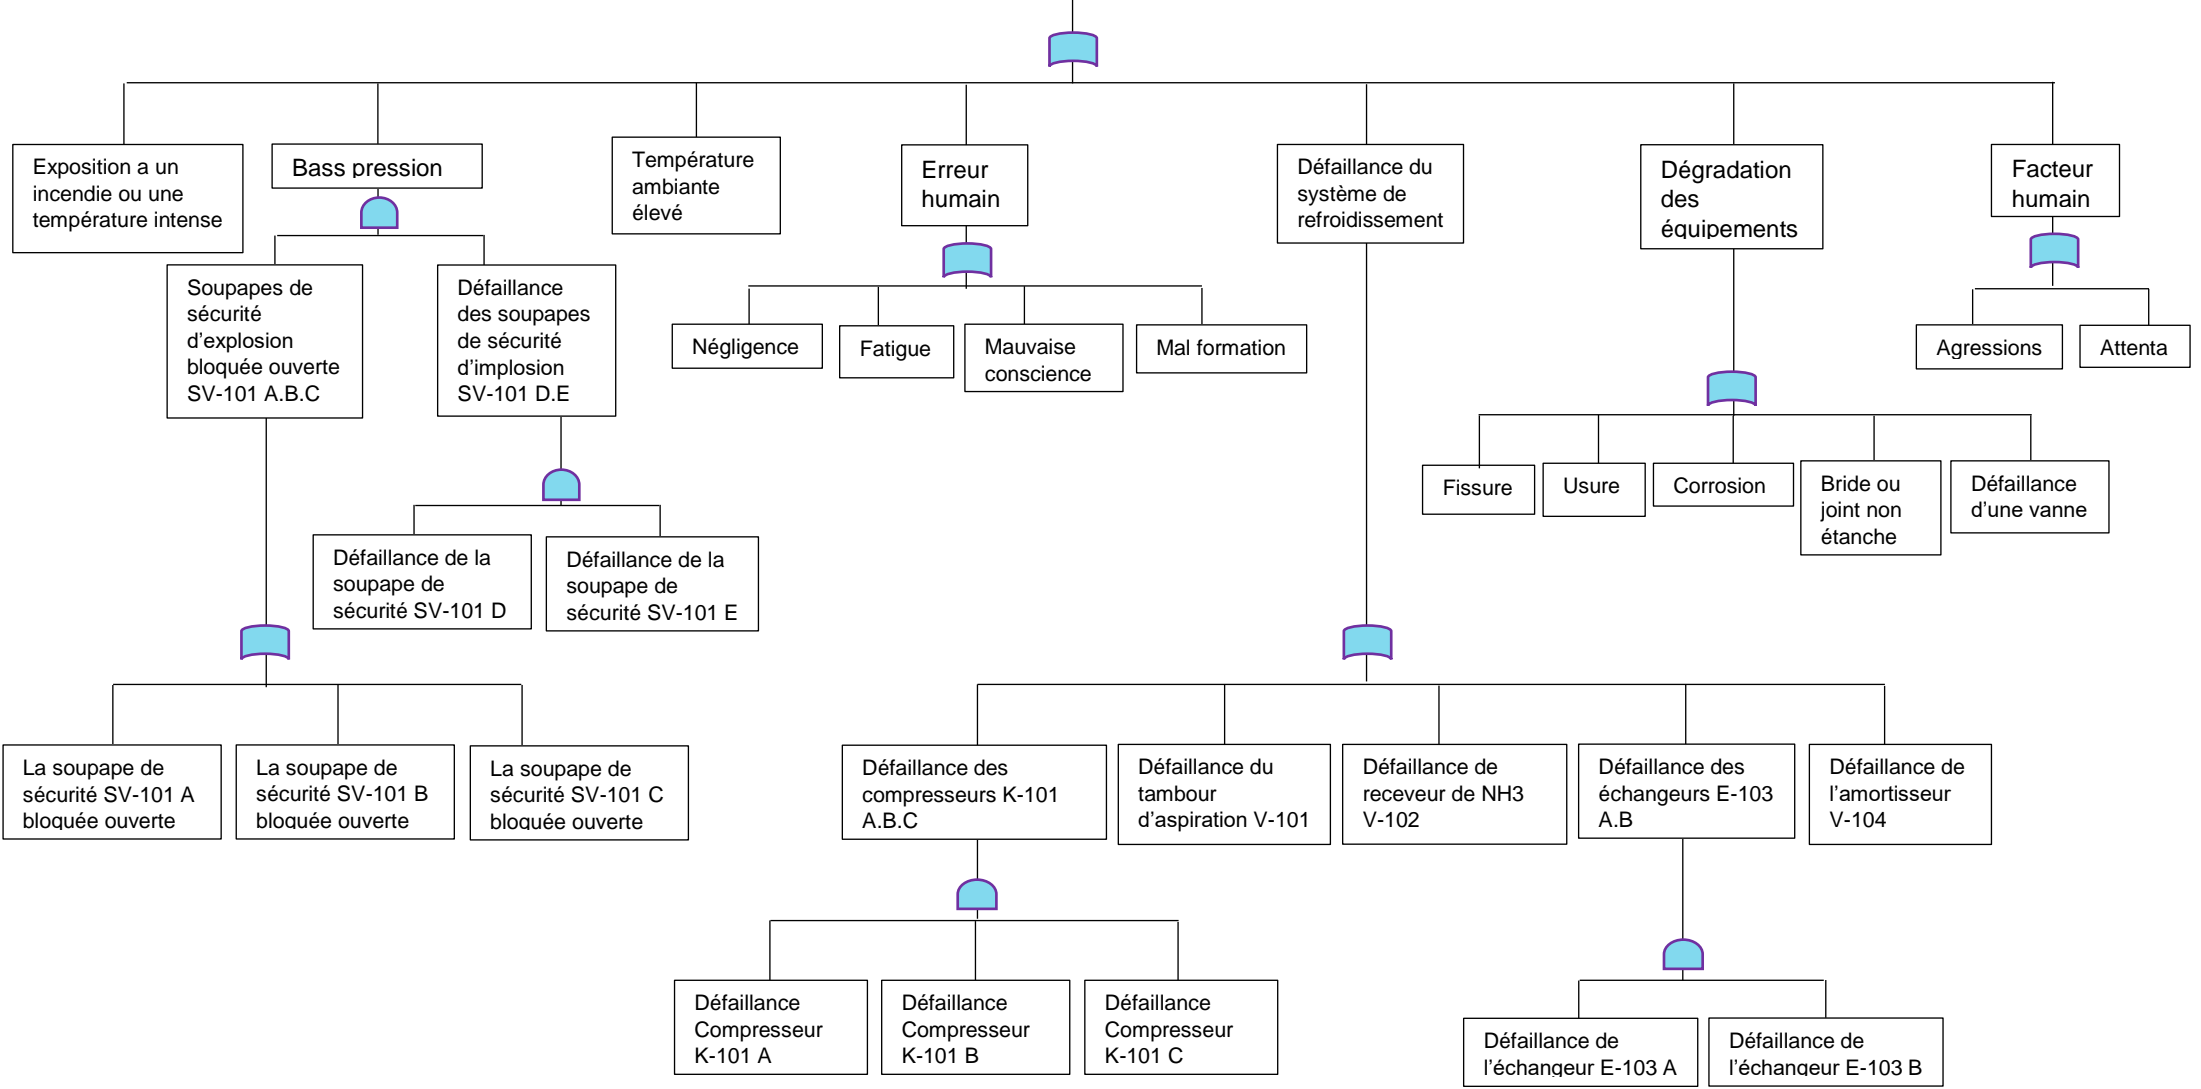 Exposition a un
incendie ou une
température intense
Bass pression
Température
ambiante
élevé
Erreur
humain
Défaillance du
système de
refroidissement
Dégradation
des
équipements
Facteur
humain
Soupapes de
sécurité
d’explosion
bloquée ouverte
SV-101 A.B.C
Défaillance
des soupapes
de sécurité
d’implosion
SV-101 D.E
Négligence
Fatigue
Mauvaise
conscience
Mal formation
Agressions
Attenta
Fissure
Usure
Corrosion
Bride ou
joint non
étanche
Défaillance
d’une vanne
Défaillance de la
soupape de
sécurité SV-101 D
Défaillance de la
soupape de
sécurité SV-101 E
La soupape de
sécurité SV-101 A
bloquée ouverte
La soupape de
sécurité SV-101 B
bloquée ouverte
La soupape de
sécurité SV-101 C
bloquée ouverte
Défaillance des
compresseurs K-101
A.B.C
Défaillance du
tambour
d’aspiration V-101
Défaillance de
receveur de NH3
V-102
Défaillance des
échangeurs E-103
A.B
Défaillance de
l’amortisseur
V-104
Défaillance
Compresseur
K-101 A
Défaillance
Compresseur
K-101 B
Défaillance
Compresseur
K-101 C
Défaillance de
l’échangeur E-103 A
Défaillance de
l’échangeur E-103 B